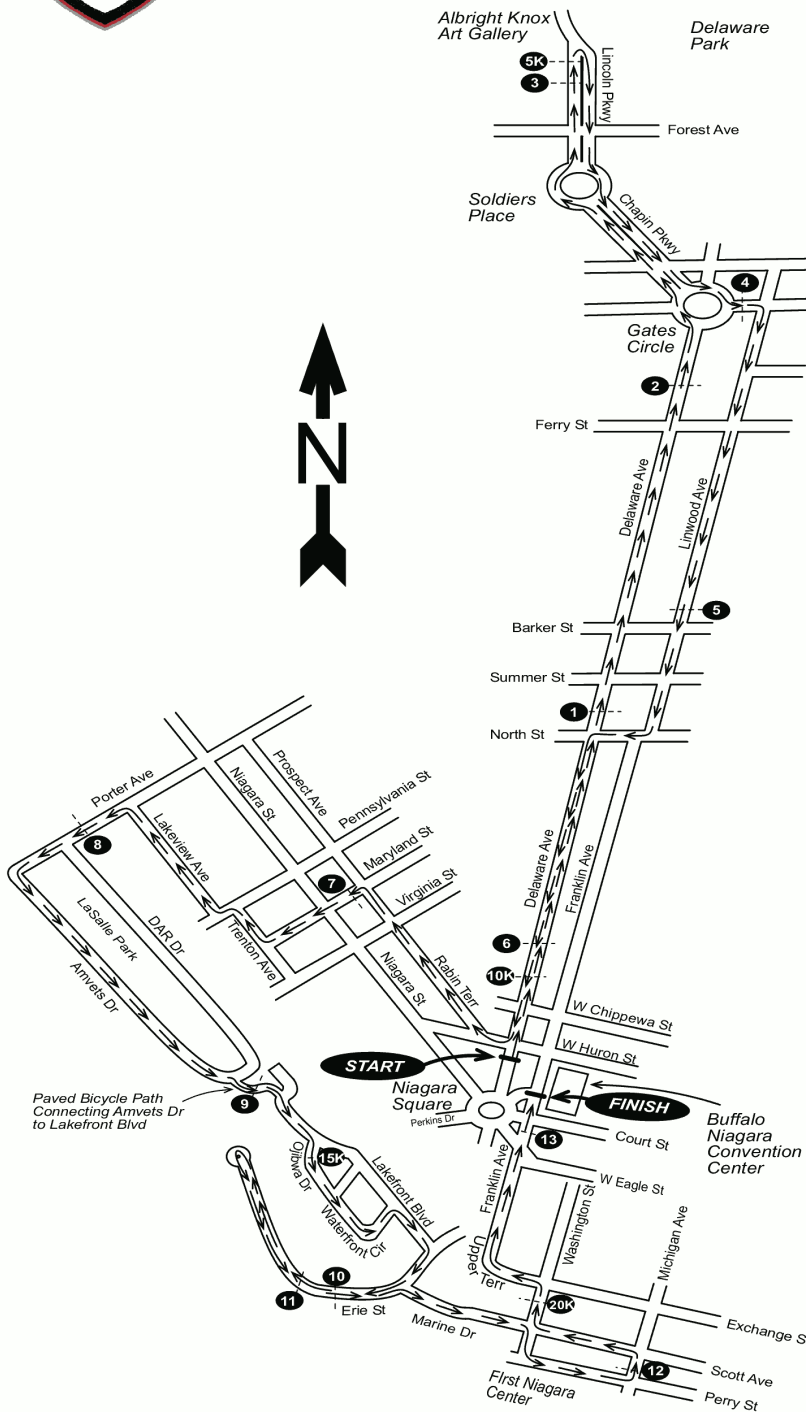 Albright Knox
Art Gallery
Delaware
Park
5K
3
Lincoln Pkwy
Forest Ave
Soldiers
Place
Chapin Pkwy
4
Gates
Circle
2
Ferry St
N
Delaware Ave
Linwood Ave
5
Barker St
Summer St
1
North St
Porter Ave
Niagara St
Prospect Ave
Pennsylvania St
Maryland St
Virginia St
8
Lakeview Ave
7
LaSalle Park
DAR Dr
Amvets Dr
Trenton Ave
Niagara St
Rabin Terr
Delaware Ave
Franklin Ave
6
10K
W Chippewa St
W Huron St
START
Niagara
Square
FINISH
Perkins Dr
Paved Bicycle Path
Connecting Amvets Dr
to Lakefront Blvd
9
Buffalo
Niagara
Convention
Center
13
Court St
W Eagle St
Ojibwa Dr
15K
Lakefront Blvd
Waterfront Cir
Franklin Ave
Washington St
Michigan Ave
Upper
Terr
10
11
Erie St
Marine Dr
20K
Exchange S
Scott Ave
12
Perry St
FIrst Niagara
Center